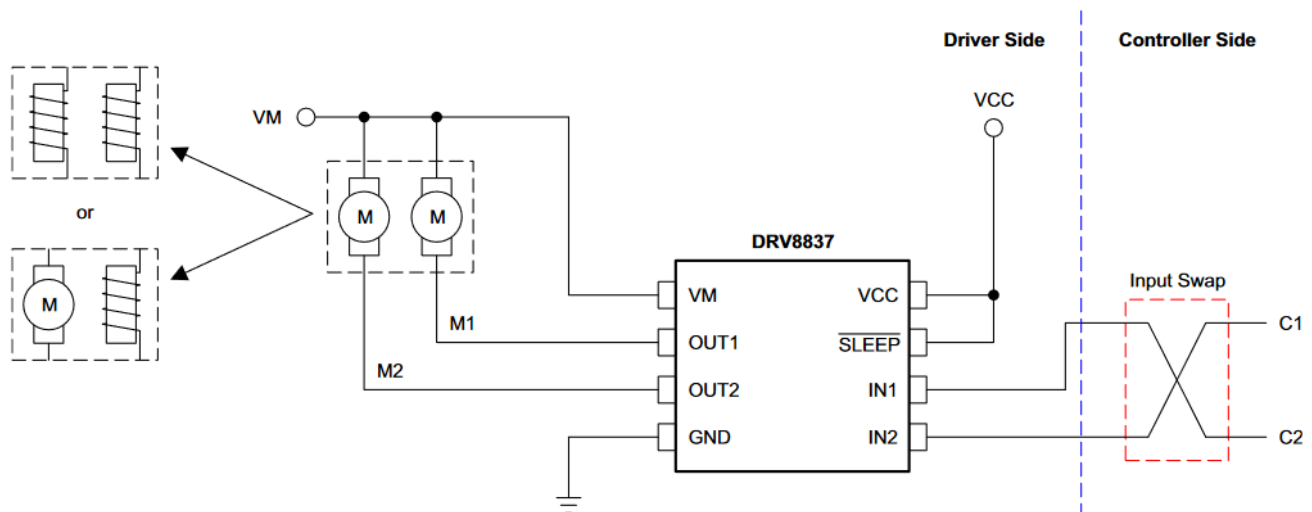 Driver Side
Controller Side
VCC
VM
or
M
M
M
DRV8837
Input Swap
VM
VCC
C1
M1
OUT1
SLEEP
M2
OUT2
IN1
GND
IN2
C2